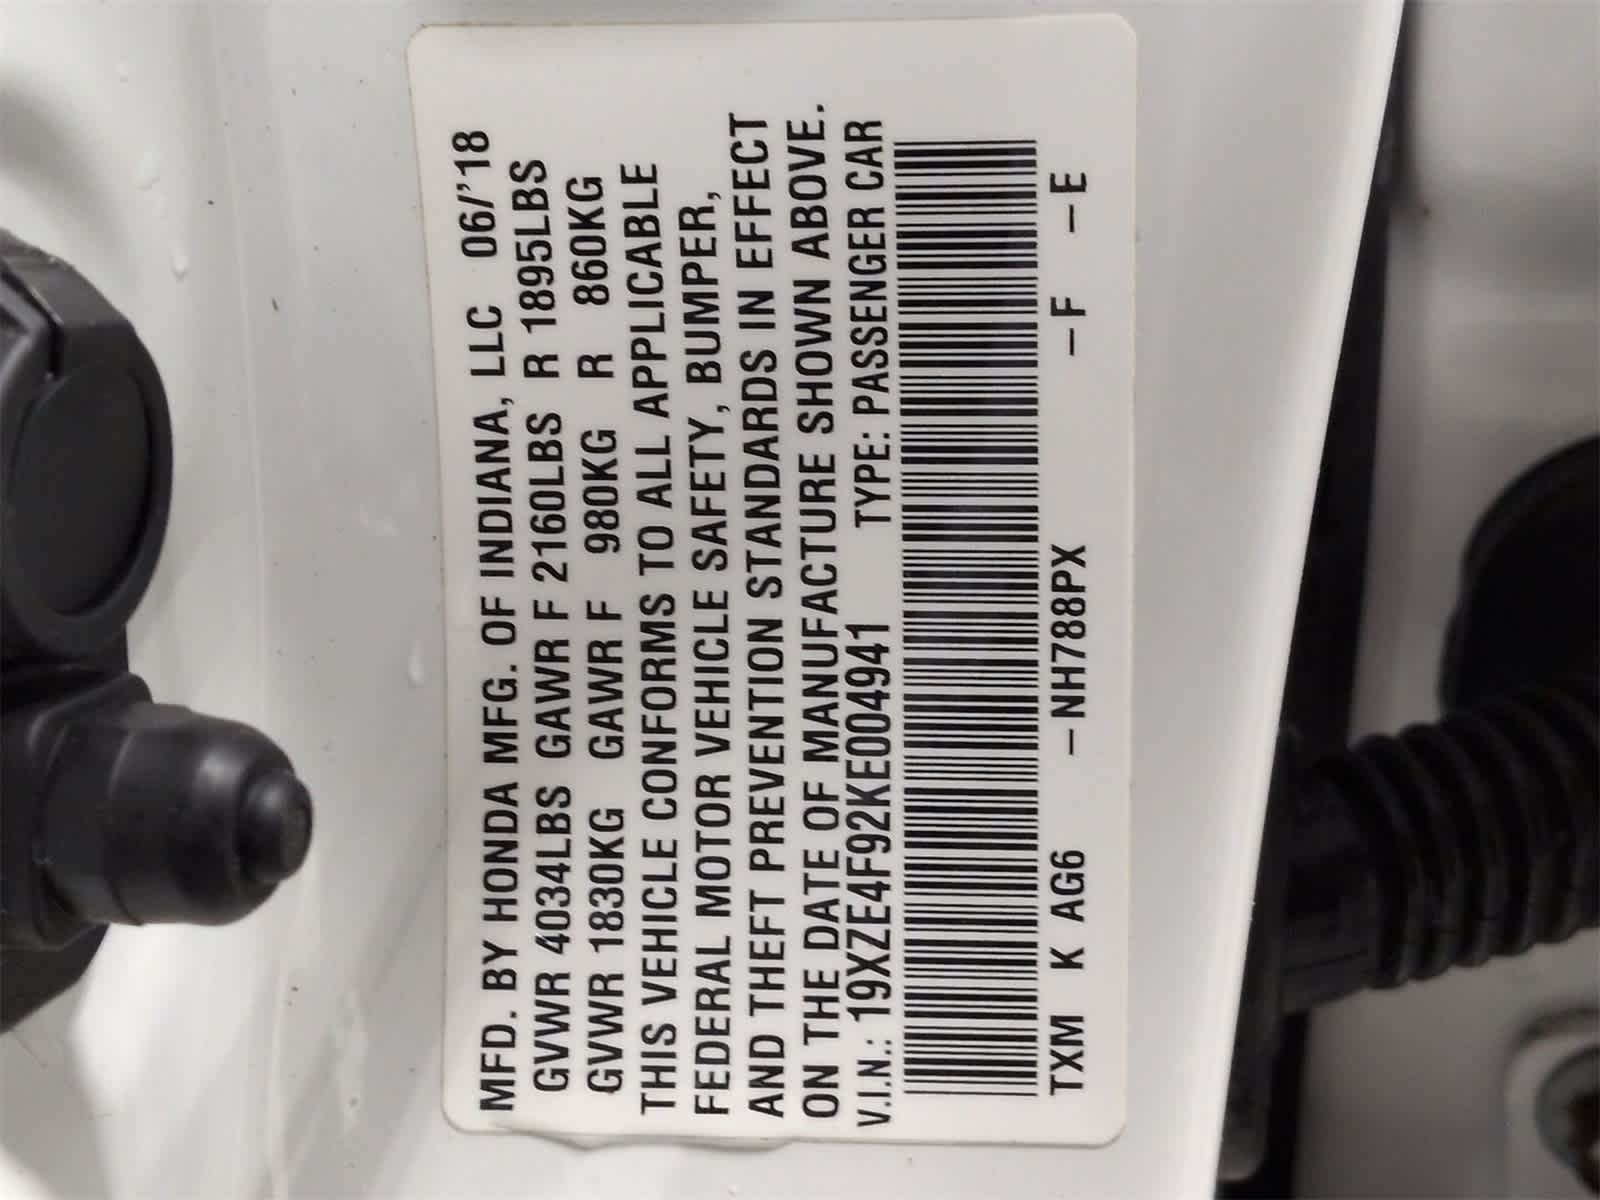 MFD. BY HONDA MFG. OF INDIANA, LLC 06/'18
GVWR 4034LBS GAWR F 2160LBS R 1895LBS
GVWR 1830KG GAWR F 980KG R 860KG
THIS VEHICLE CONFORMS TO ALL APPLICABLE
FEDERAL MOTOR VEHICLE SAFETY, BUMPER,
AND THEFT PREVENTION STANDARDS IN EFFECT
ON THE DATE OF MANUFACTURE SHOWN ABOVE.
V.I.N.: 19XZE4F92KE004941 TYPE: PASSENGER CAR
TXM K AG6 –NH788PX –F –E